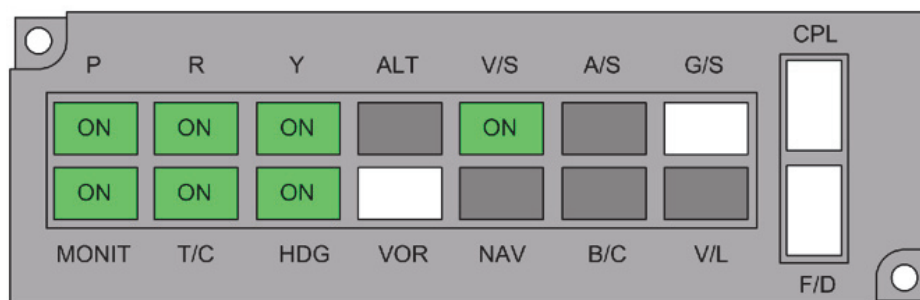 CPL
P R Y ALT V/S A/S G/S
ON ON ON ON
ON ON ON
MONIT T/C HDG VOR NAV B/C V/L
F/D